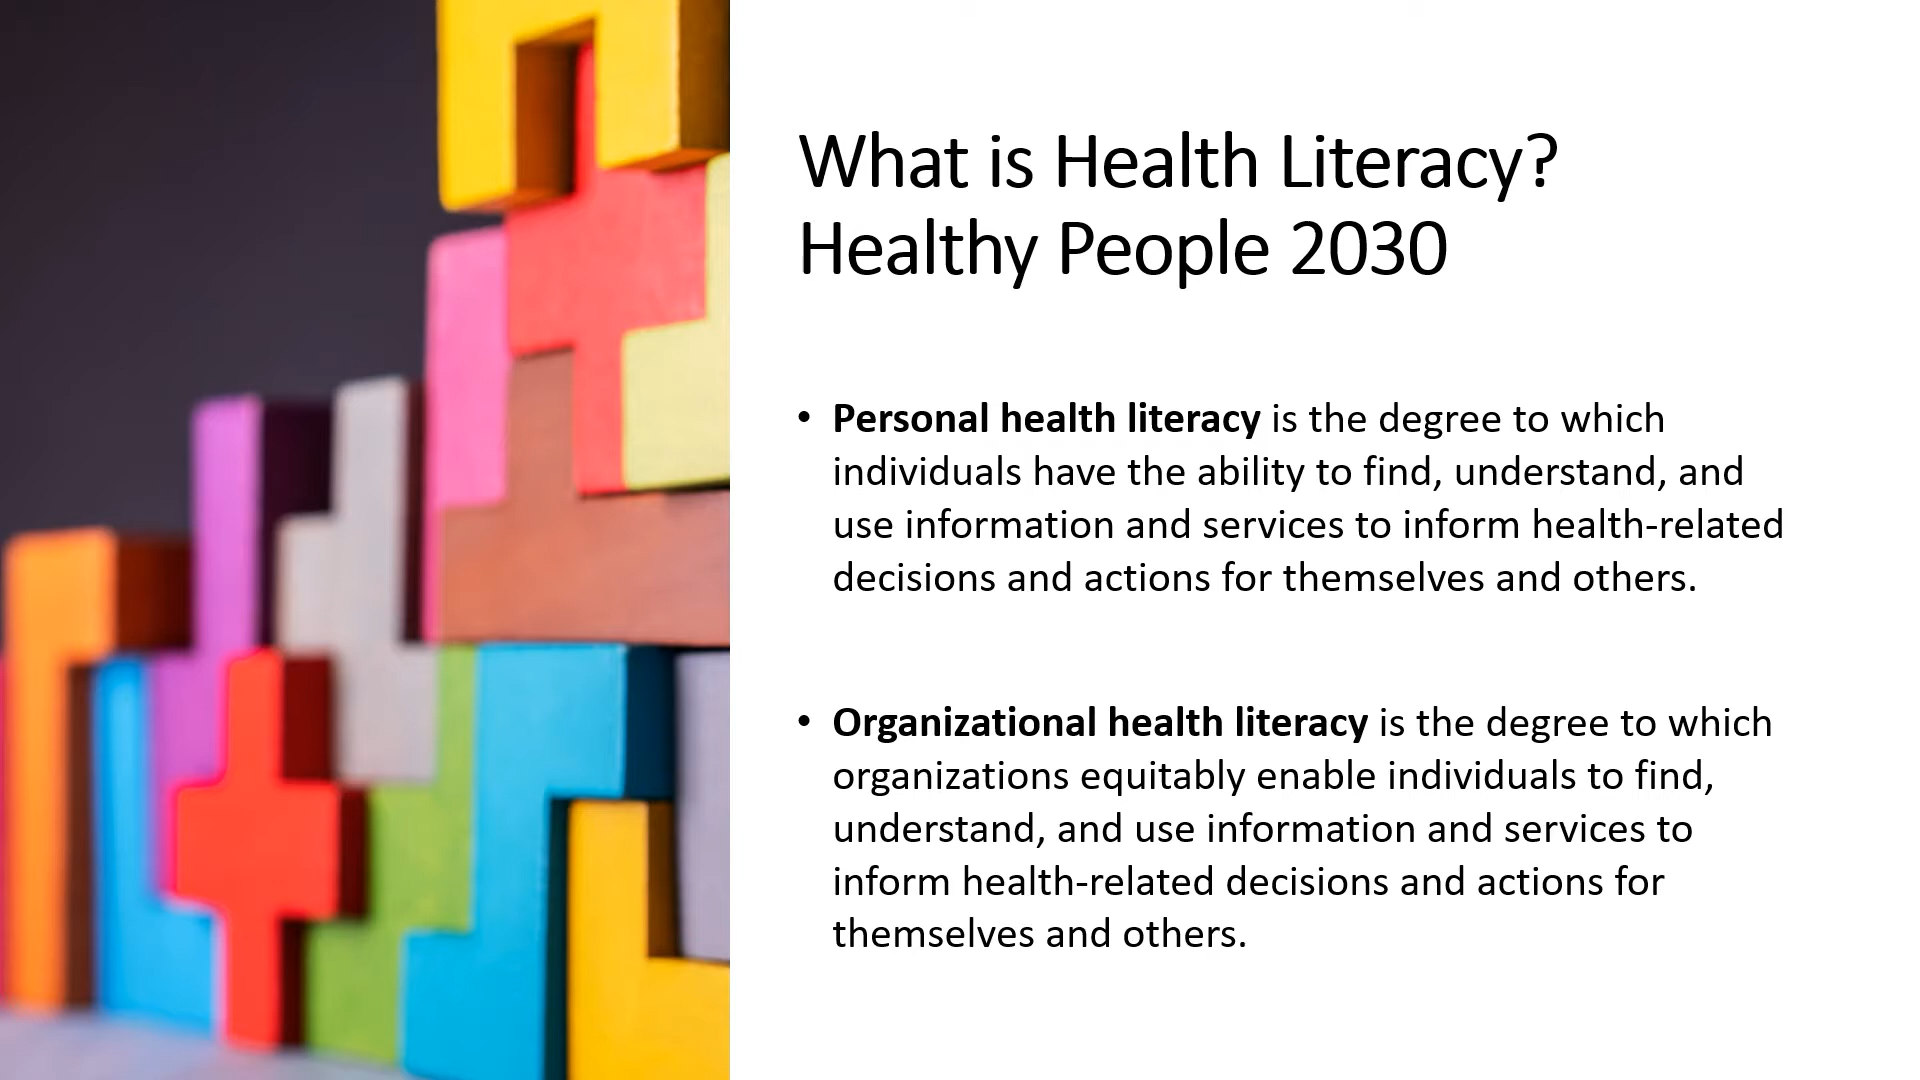 What is Health Literacy?
Healthy People 2030
• Personal health literacy is the degree to which
individuals have the ability to find, understand, and
use information and services to inform health-related
decisions and actions for themselves and others.
• Organizational health literacy is the degree to which
organizations equitably enable individuals to find,
understand, and use information and services to
inform health-related decisions and actions for
themselves and others.